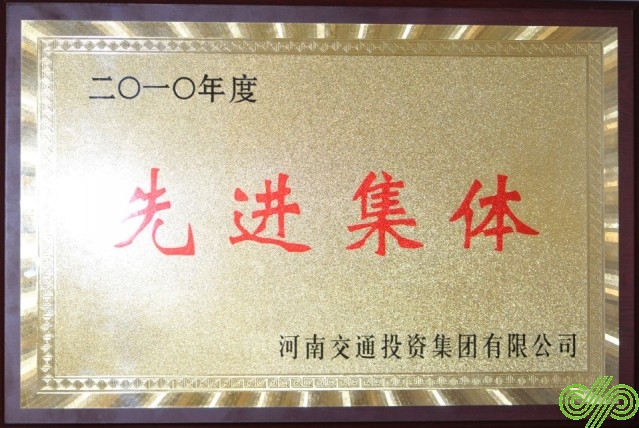 二〇一〇年度
先进集体
河南交通投资集团有限公司